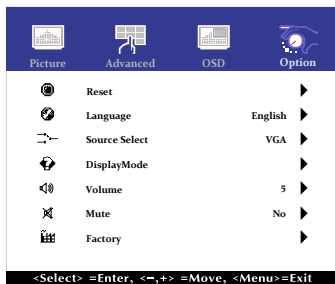 Picture Advanced OSD Option
Reset
Language English
Source Select VGA
DisplayMode
Volume 5
Mute No
Factory
<Select> =Enter, <−,+> =Move, <Menu>=Exit